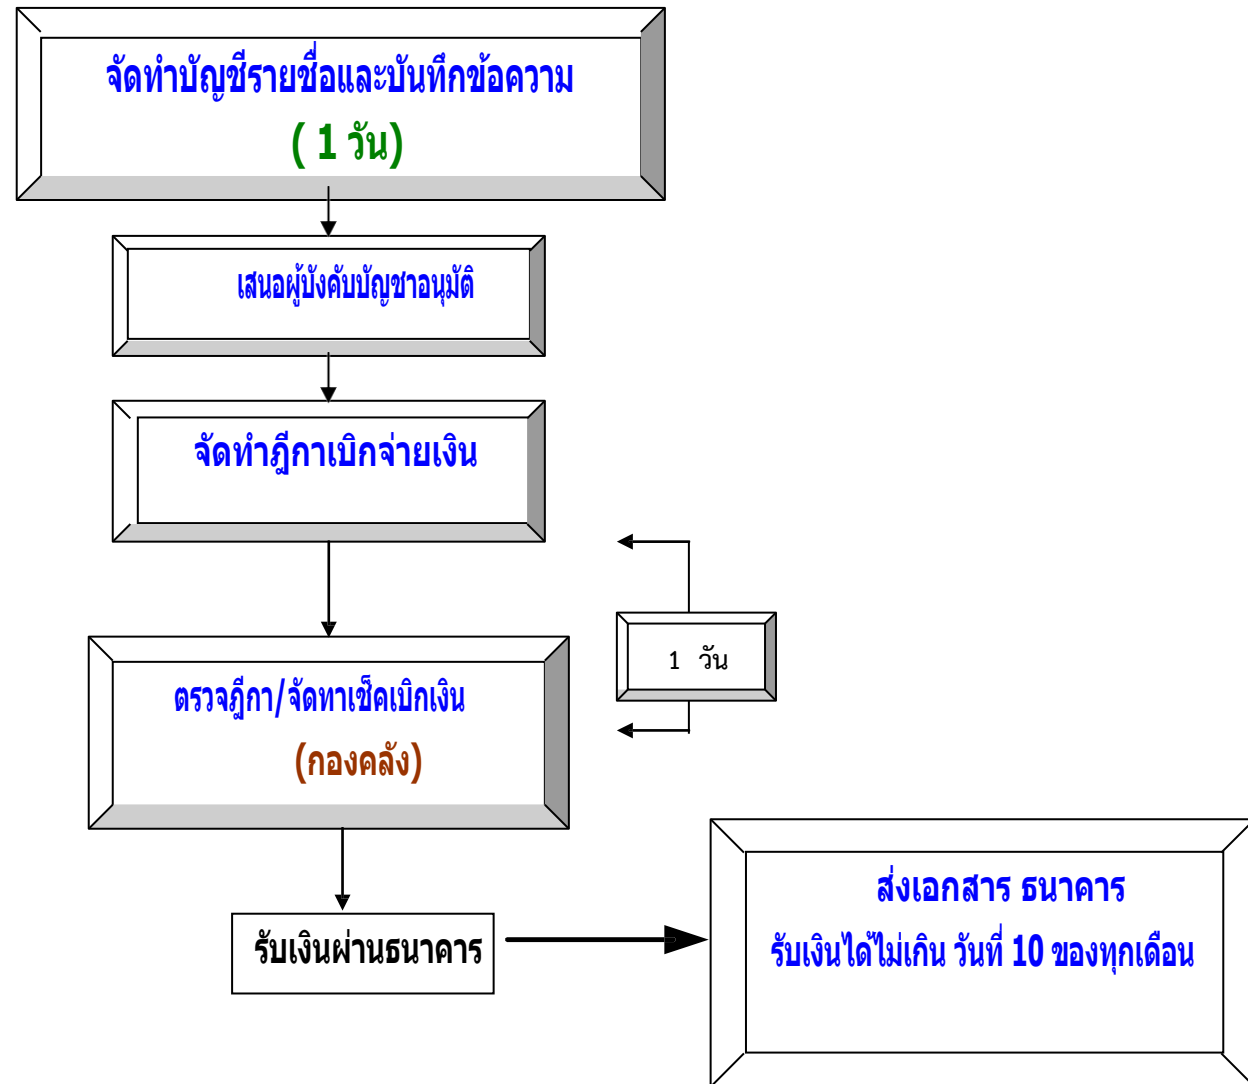 จัดทำบัญชีรายชื่อและบันทึกข้อความ
( 1 วัน)
เสนอผู้บังคับบัญชาอนุมัติ
จัดทำฎีกาเบิกจ่ายเงิน
1 วัน
ตรวจฎีกา/จัดทาเช็คเบิกเงิน
(กองคลัง)
รับเงินผ่านธนาคาร
ส่งเอกสาร ธนาคาร
รับเงินได้ไม่เกิน วันที่ 10 ของทุกเดือน